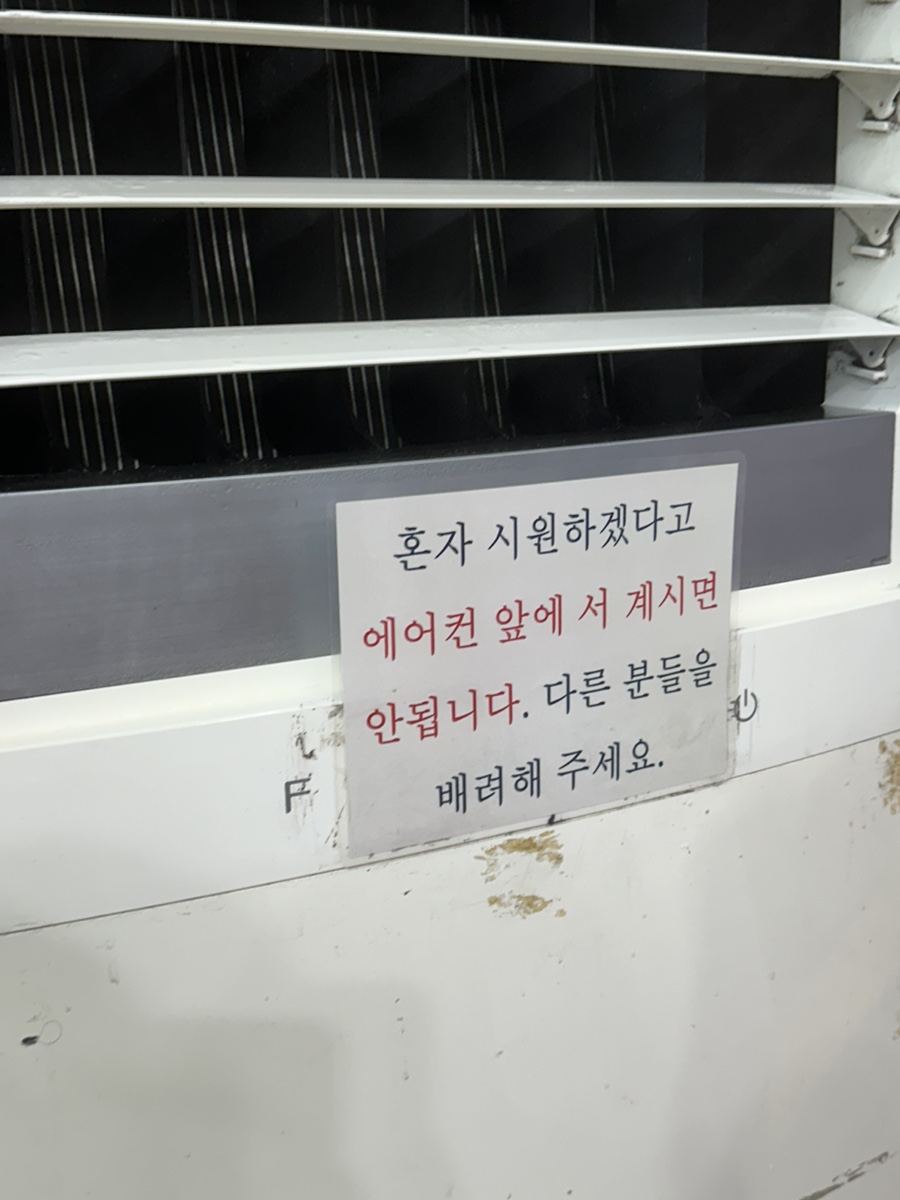 혼자 시원하겠다고
에어컨 앞에 서 계시면
안됩니다. 다른 분들을
배려해 주세요.